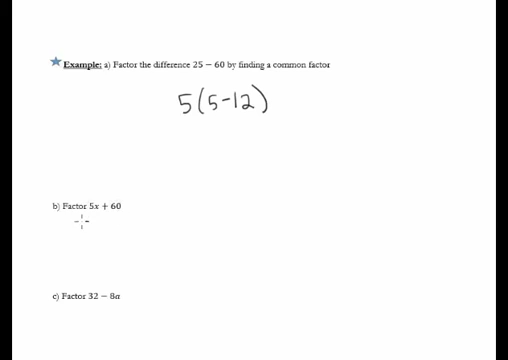 Example: a) Factor the difference 25 − 60 by finding a common factor
5(5-12)
b) Factor 5x + 60
c) Factor 32 − 8a